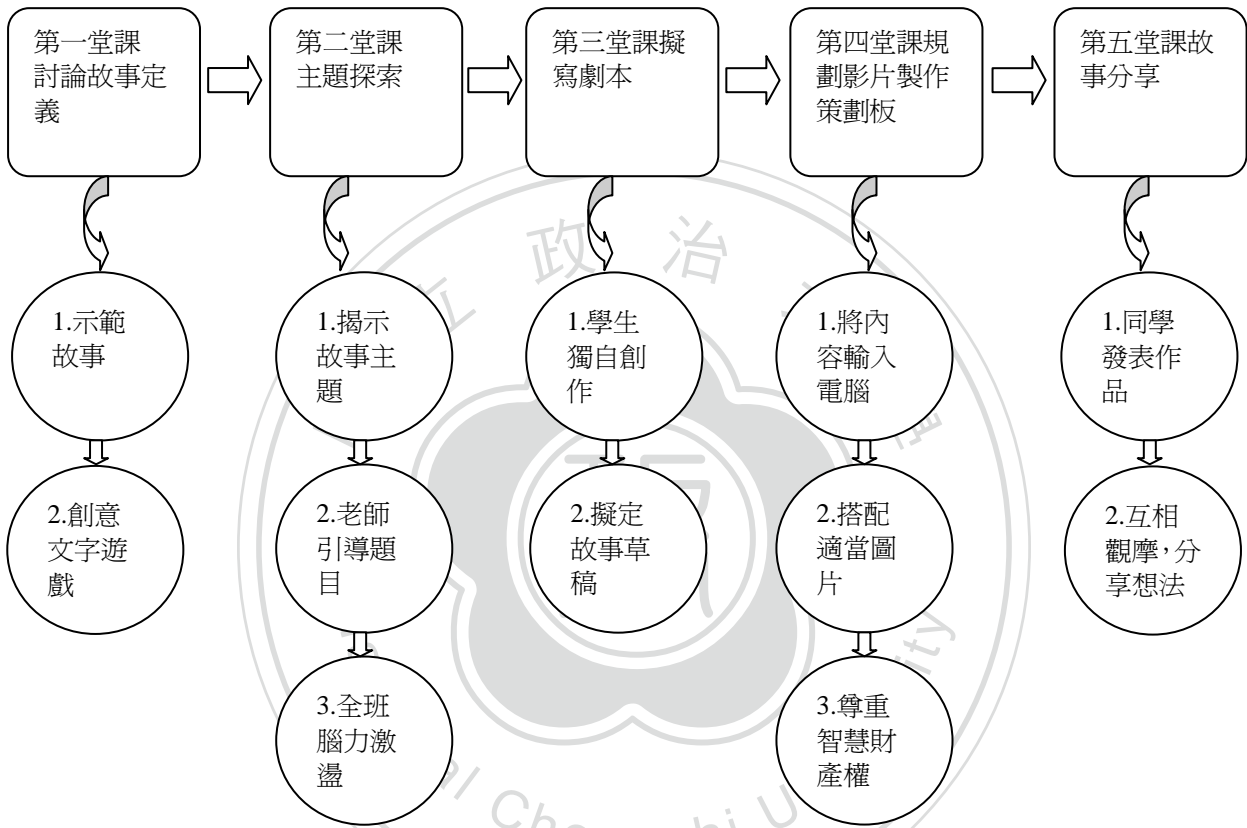 第一堂課
討論故事定
義
第二堂課
主題探索
第三堂課擬
寫劇本
第四堂課規
劃影片製作
策劃板
第五堂課故
事分享
1.示範
故事
2.創意
文字遊
戲
1.揭示
故事主
題
2.老師
引導題
目
3.全班
腦力激
盪
1.學生
獨自創
作
2.擬定
故事草
稿
1.將內
容輸入
電腦
2.搭配
適當圖
片
3.尊重
智慧財
產權
1.同學
發表作
品
2.互相
觀摩,分
享想法
立 政 治